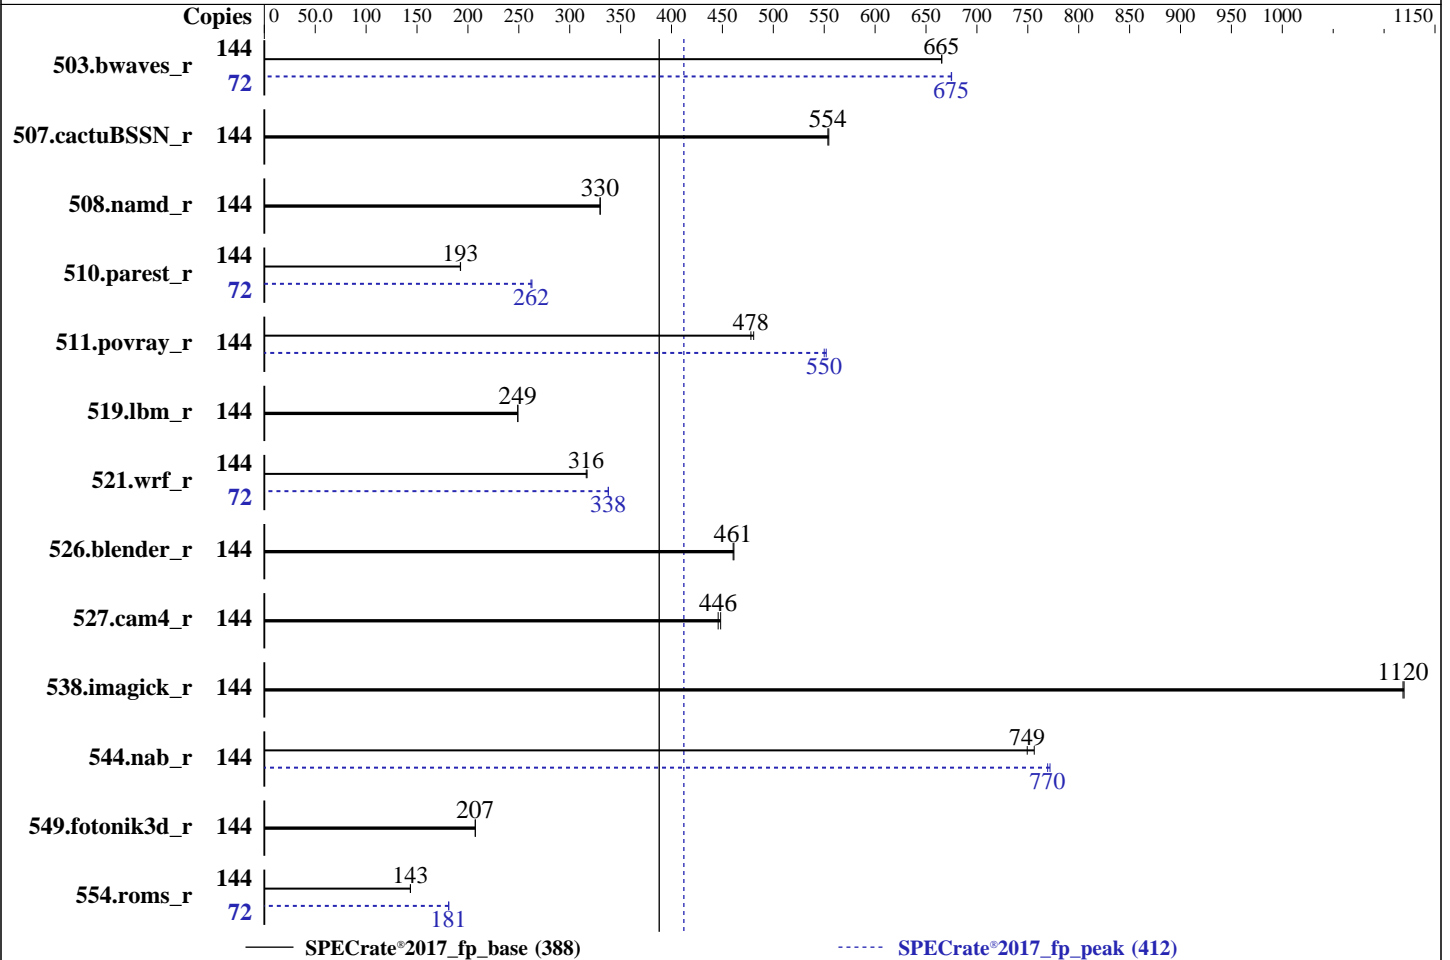 Copies 0 50.0 100 150 200 250 300 350 400 450 500 550 600 650 700 750 800 850 900 950 1000 1150
503.bwaves_r 144 665
72 675
507.cactuBSSN_r 144 554
508.namd_r 144 330
510.parest_r 144 193
72 262
511.povray_r 144 478
550
519.lbm_r 144 249
521.wrf_r 144 316
72 338
526.blender_r 144 461
527.cam4_r 144 446
538.imagick_r 144 1120
544.nab_r 144 749
770
549.fotonik3d_r 144 207
554.roms_r 144 143
72 181
SPECrate®2017_fp_base (388) SPECrate®2017_fp_peak (412)